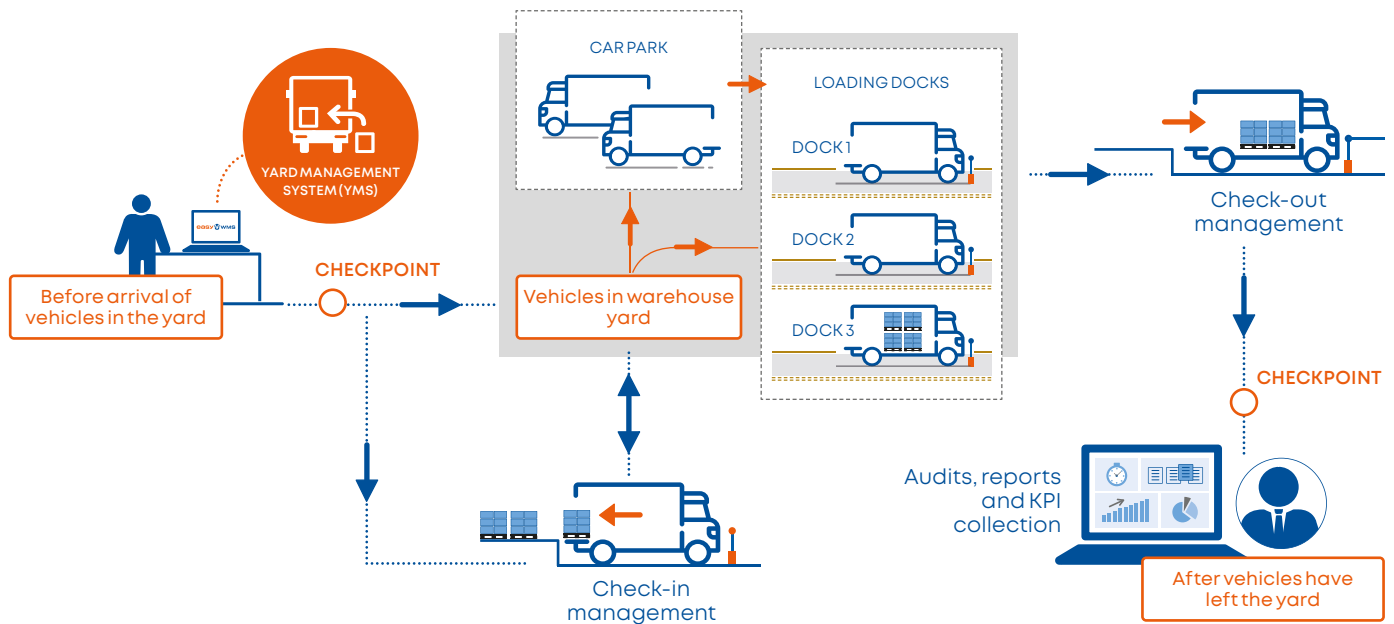 YARD MANAGEMENT
SYSTEM (YMS)
EASY WMS
Before arrival of
vehicles in the yard
CHECKPOINT
CAR PARK
Vehicles in warehouse
yard
LOADING DOCKS
DOCK 1
DOCK 2
DOCK 3
Check-in
management
Check-out
management
CHECKPOINT
Audits, reports
and KPI
collection
After vehicles have
left the yard